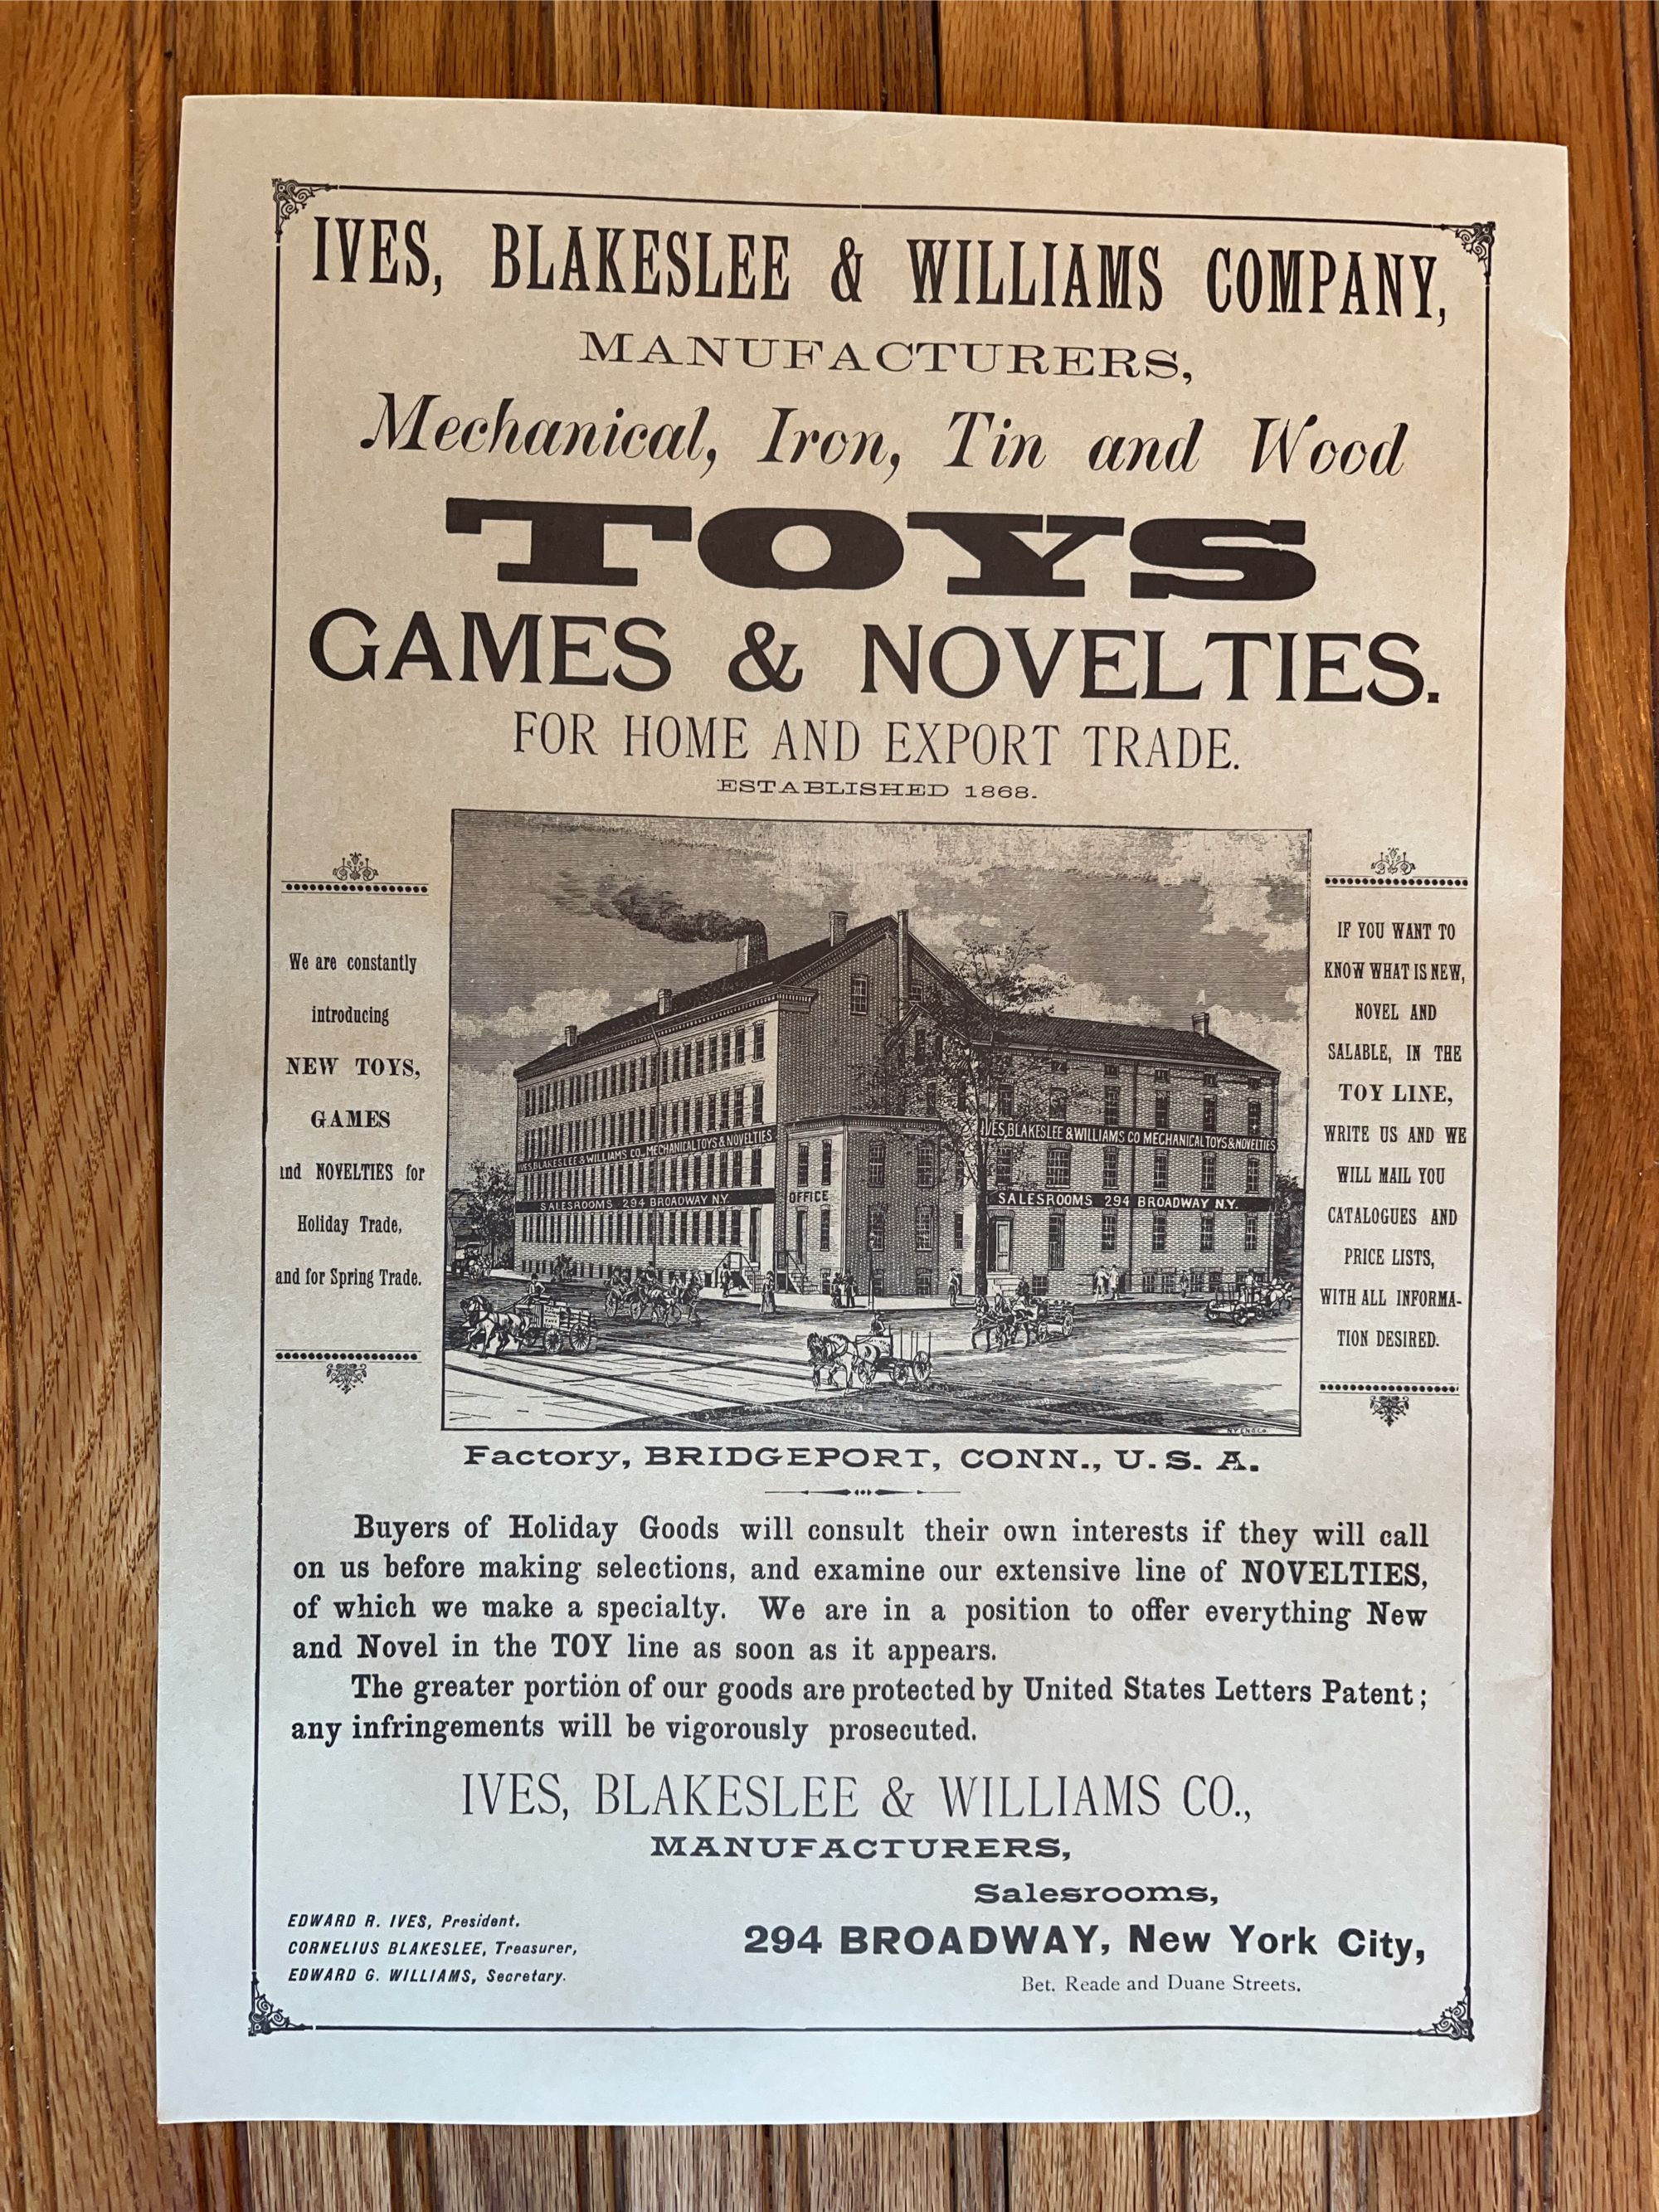 IVES, BLAKESLEE & WILLIAMS COMPANY,
MANUFACTURERS,
Mechanical, Iron, Tin and Wood
TOYS
GAMES & NOVELTIES.
FOR HOME AND EXPORT TRADE.
ESTABLISHED 1868.
We are constantly
introducing
NEW TOYS,
GAMES
ind NOVELTIES for
Holiday Trade,
and for Spring Trade.
IVES, BLAKESLEE & WILLIAMS CO. MECHANICAL TOYS & NOVELTIES
SALESROOMS 294 BROADWAY N.Y.
OFFICE
IVES, BLAKESLEE & WILLIAMS CO MECHANICAL TOYS & NOVELTIES
SALESROOMS 294 BROADWAY N.Y.
IF YOU WANT TO
KNOW WHAT IS NEW,
NOVEL AND
SALABLE, IN THE
TOY LINE,
WRITE US AND WE
WILL MAIL YOU
CATALOGUES AND
PRICE LISTS,
WITH ALL INFORMA-
TION DESIRED.
Factory, BRIDGEPORT, CONN., U. S. A.
Buyers of Holiday Goods will consult their own interests if they will call
on us before making selections, and examine our extensive line of NOVELTIES,
of which we make a specialty. We are in a position to offer everything New
and Novel in the TOY line as soon as it appears.
The greater portion of our goods are protected by United States Letters Patent;
any infringements will be vigorously prosecuted.
IVES, BLAKESLEE & WILLIAMS CO.,
MANUFACTURERS,
Salesrooms,
294 BROADWAY, New York City,
Bet. Reade and Duane Streets.
EDWARD R. IVES, President.
CORNELIUS BLAKESLEE, Treasurer,
EDWARD G. WILLIAMS, Secretary.